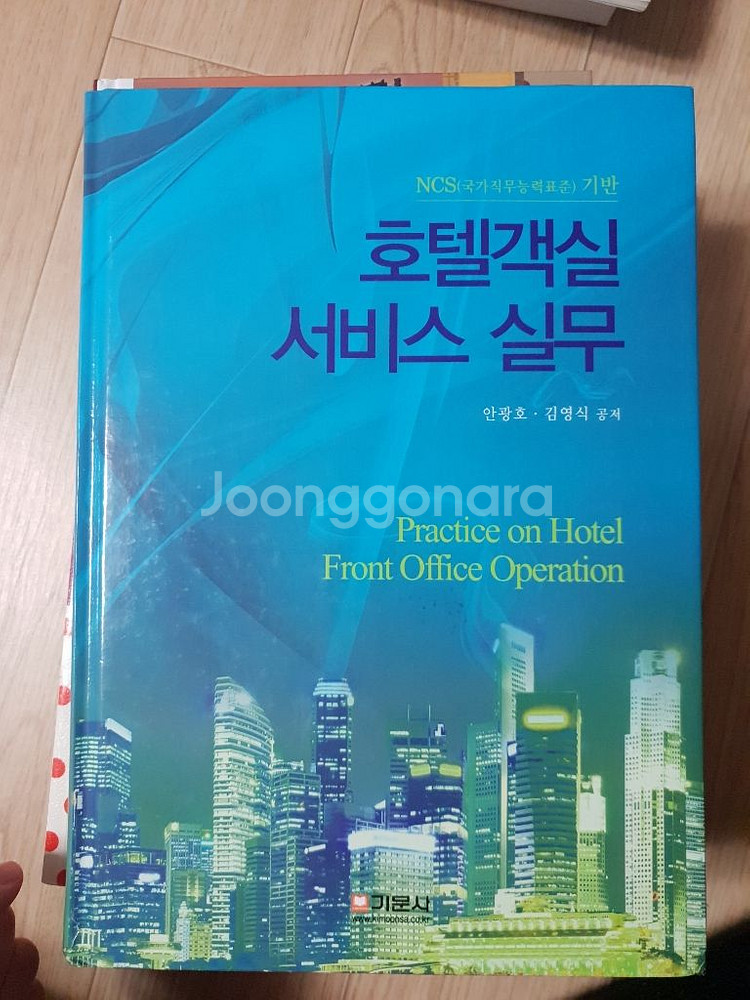 NCS(국가직무능력표준) 기반
호텔객실
서비스 실무
안광호 · 김영식 공저
Joonggonara
Practice on Hotel
Front Office Operation
기문사
www.kimoonsa.co.kr